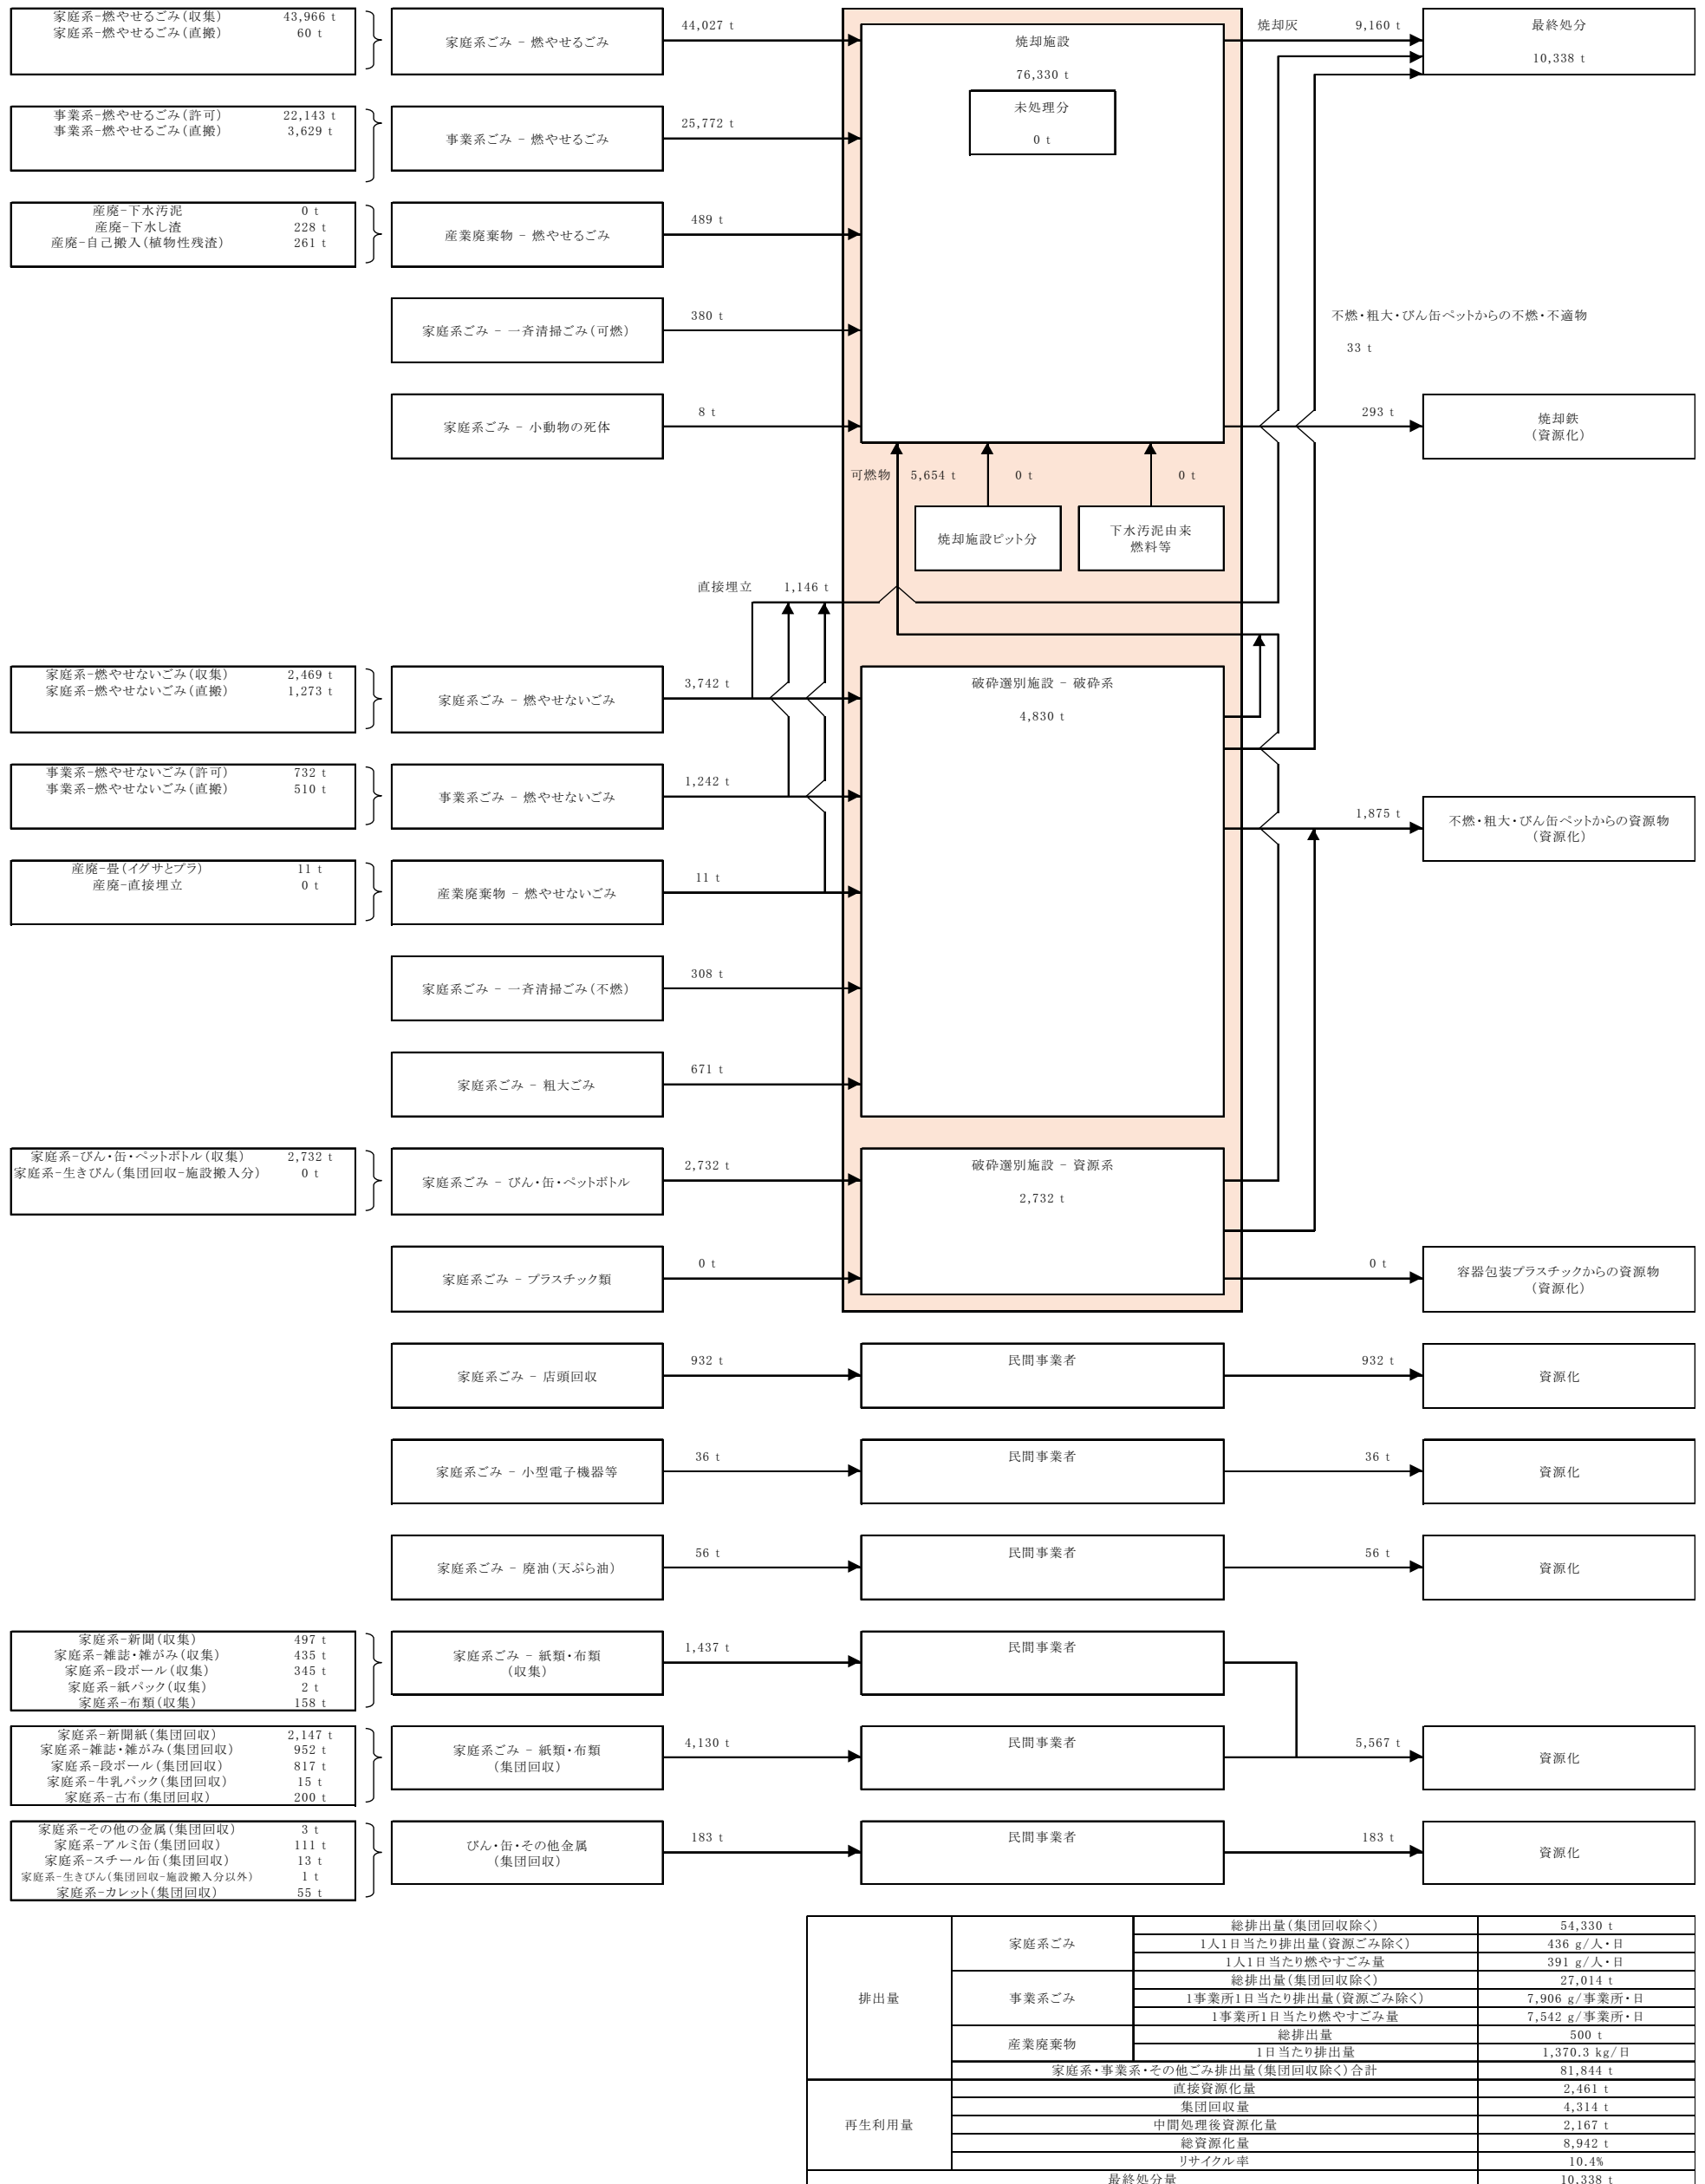 家庭系-燃やせるごみ(収集) 43,966 t
家庭系-燃やせるごみ(直搬) 60 t
家庭系ごみ - 燃やせるごみ
44,027 t
焼却施設
76,330 t
未処理分
0 t
焼却灰 9,160 t
最終処分
10,338 t
事業系-燃やせるごみ(許可) 22,143 t
事業系-燃やせるごみ(直搬) 3,629 t
事業系ごみ - 燃やせるごみ
25,772 t
産廃-下水汚泥 0 t
産廃-下水し渣 228 t
産廃-自己搬入(植物性残渣) 261 t
産業廃棄物 - 燃やせるごみ
489 t
家庭系ごみ - 一斉清掃ごみ(可燃)
380 t
不燃・粗大・びん缶ペットからの不燃・不適物
33 t
家庭系ごみ - 小動物の死体
8 t
293 t
焼却鉄
(資源化)
可燃物 5,654 t
0 t
0 t
焼却施設ピット分
下水汚泥由来
燃料等
直接埋立 1,146 t
家庭系-燃やせないごみ(収集) 2,469 t
家庭系-燃やせないごみ(直搬) 1,273 t
家庭系ごみ - 燃やせないごみ
3,742 t
破砕選別施設 - 破砕系
4,830 t
事業系-燃やせないごみ(許可) 732 t
事業系-燃やせないごみ(直搬) 510 t
事業系ごみ - 燃やせないごみ
1,242 t
1,875 t
不燃・粗大・びん缶ペットからの資源物
(資源化)
産廃-畳(イグサとプラ) 11 t
産廃-直接埋立 0 t
産業廃棄物 - 燃やせないごみ
11 t
家庭系ごみ - 一斉清掃ごみ(不燃)
308 t
家庭系ごみ - 粗大ごみ
671 t
家庭系-びん・缶・ペットボトル(収集) 2,732 t
家庭系-生きびん(集団回収-施設搬入分) 0 t
家庭系ごみ - びん・缶・ペットボトル
2,732 t
破砕選別施設 - 資源系
2,732 t
家庭系ごみ - プラスチック類
0 t
0 t
容器包装プラスチックからの資源物
(資源化)
家庭系ごみ - 店頭回収
932 t
民間事業者
932 t
資源化
家庭系ごみ - 小型電子機器等
36 t
民間事業者
36 t
資源化
家庭系ごみ - 廃油(天ぷら油)
56 t
民間事業者
56 t
資源化
家庭系-新聞(収集) 497 t
家庭系-雑誌・雑がみ(収集) 435 t
家庭系-段ボール(収集) 345 t
家庭系-紙パック(収集) 2 t
家庭系-布類(収集) 158 t
家庭系ごみ - 紙類・布類
(収集)
1,437 t
民間事業者
家庭系-新聞紙(集団回収) 2,147 t
家庭系-雑誌・雑がみ(集団回収) 952 t
家庭系-段ボール(集団回収) 817 t
家庭系-牛乳パック(集団回収) 15 t
家庭系-古布(集団回収) 200 t
家庭系ごみ - 紙類・布類
(集団回収)
4,130 t
民間事業者
5,567 t
資源化
家庭系-その他の金属(集団回収) 3 t
家庭系-アルミ缶(集団回収) 111 t
家庭系-スチール缶(集団回収) 13 t
家庭系-生きびん(集団回収-施設搬入分以外) 1 t
家庭系-カレット(集団回収) 55 t
びん・缶・その他金属
(集団回収)
183 t
民間事業者
183 t
資源化
排出量
家庭系ごみ
総排出量(集団回収除く) 54,330 t
1人1日当たり排出量(資源ごみ除く) 436 g/人・日
1人1日当たり燃やすごみ量 391 g/人・日
事業系ごみ
総排出量(集団回収除く) 27,014 t
1事業所1日当たり排出量(資源ごみ除く) 7,906 g/事業所・日
1事業所1日当たり燃やすごみ量 7,542 g/事業所・日
産業廃棄物
総排出量 500 t
1日当たり排出量 1,370.3 kg/日
家庭系・事業系・その他ごみ排出量(集団回収除く)合計 81,844 t
再生利用量
直接資源化量 2,461 t
集団回収量 4,314 t
中間処理後資源化量 2,167 t
総資源化量 8,942 t
リサイクル率 10.4%
最終処分量 10,338 t